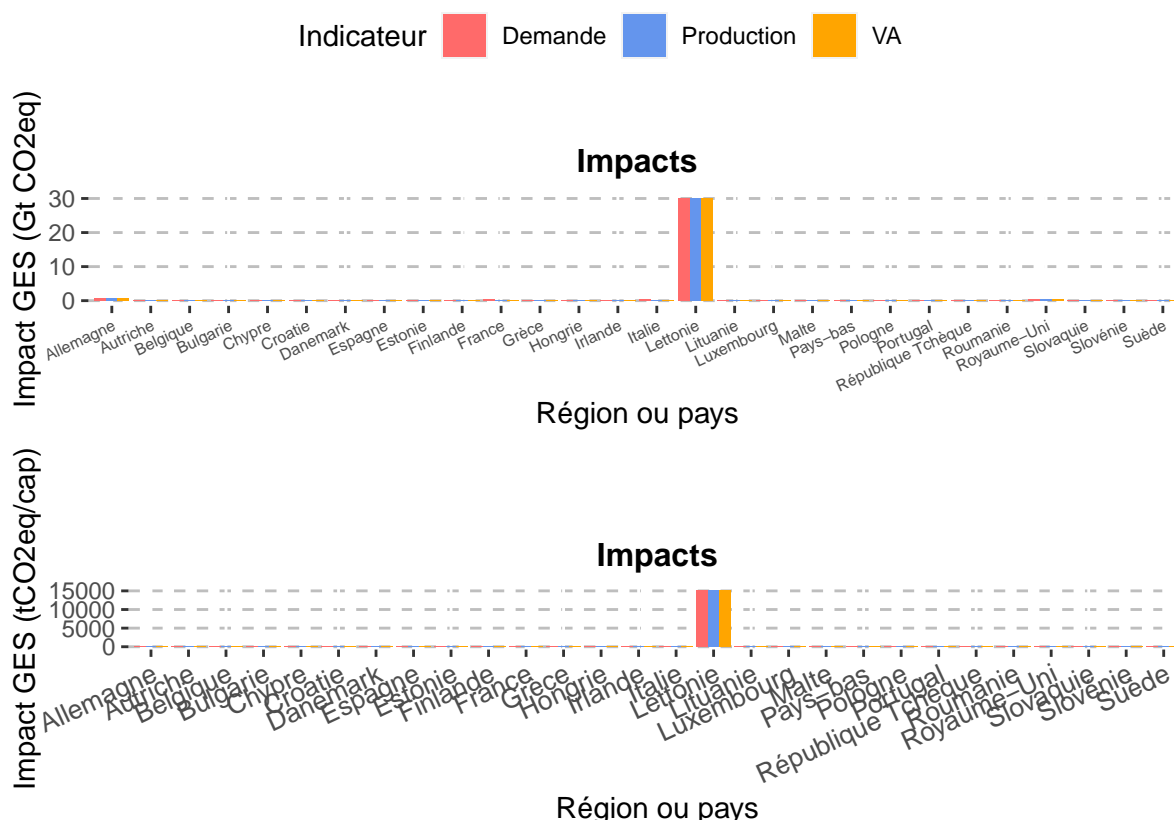 Indicateur Demande Production VA
Impacts
Impact GES (Gt CO2eq)
30
20
10
0
Allemagne Autriche Belgique Bulgarie Chypre Croatie Danemark Espagne Estonie Finlande France Grèce Hongrie Irlande Italie Lettonie Lituanie Luxembourg Malte Pays−bas Pologne Portugal République Tchèque Roumanie Royaume−Uni Slovaquie Slovénie Suède
Région ou pays
Impacts
Impact GES (tCO2eq/cap)
15000
10000
5000
0
Allemagne Autriche Belgique Bulgarie Chypre Croatie Danemark Espagne Estonie Finlande France Grèce Hongrie Irlande Italie Lettonie Lituanie Luxembourg Malte Pays−bas Pologne Portugal République Tchèque Roumanie Royaume−Uni Slovaquie Slovénie Suède
Région ou pays